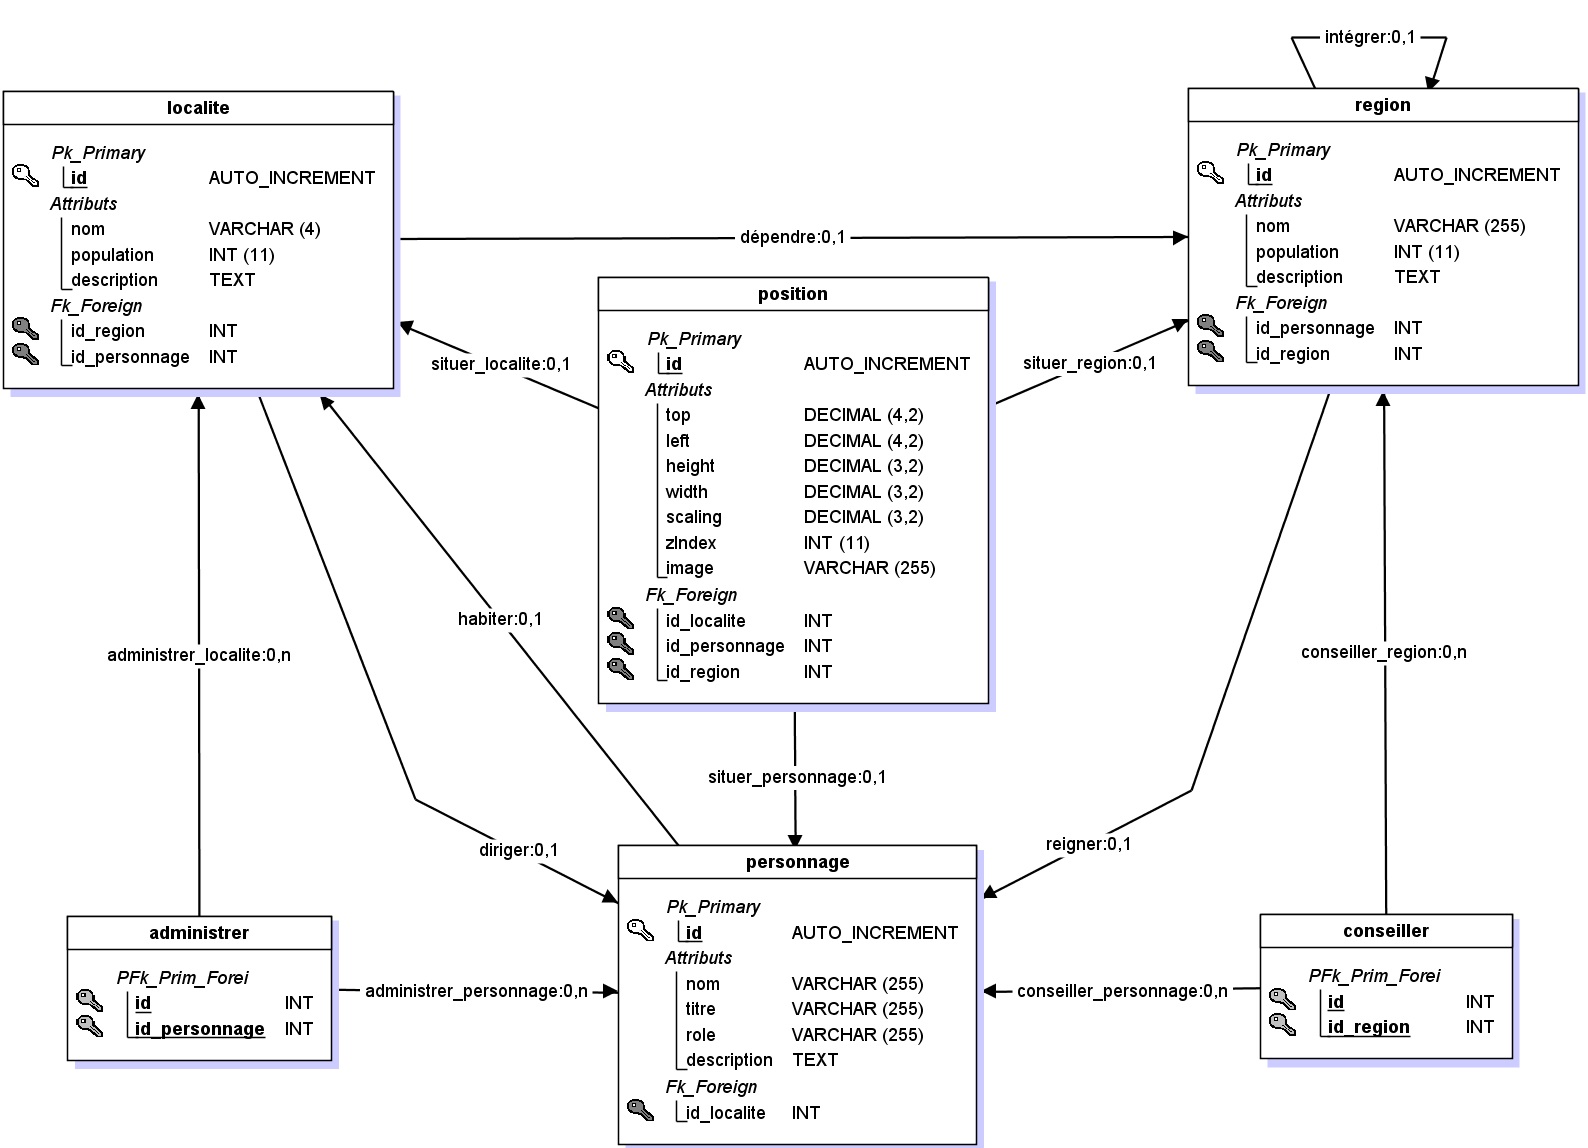 intégrer:0,1
localite
Pk_Primary
id AUTO_INCREMENT
Attributs
nom VARCHAR (4)
population INT (11)
description TEXT
Fk_Foreign
id_region INT
id_personnage INT
region
Pk_Primary
id AUTO_INCREMENT
Attributs
nom VARCHAR (255)
population INT (11)
description TEXT
Fk_Foreign
id_personnage INT
id_region INT
dépendre:0,1
position
Pk_Primary
id AUTO_INCREMENT
Attributs
top DECIMAL (4,2)
left DECIMAL (4,2)
height DECIMAL (3,2)
width DECIMAL (3,2)
scaling DECIMAL (3,2)
zIndex INT (11)
image VARCHAR (255)
Fk_Foreign
id_localite INT
id_personnage INT
id_region INT
situer_localite:0,1
situer_region:0,1
habiter:0,1
administrer_localite:0,n
conseiller_region:0,n
situer_personnage:0,1
diriger:0,1
reigner:0,1
personnage
Pk_Primary
id AUTO_INCREMENT
Attributs
nom VARCHAR (255)
titre VARCHAR (255)
role VARCHAR (255)
description TEXT
Fk_Foreign
id_localite INT
administrer
PFk_Prim_Forei
id INT
id_personnage INT
administrer_personnage:0,n
conseiller_personnage:0,n
conseiller
PFk_Prim_Forei
id INT
id_region INT